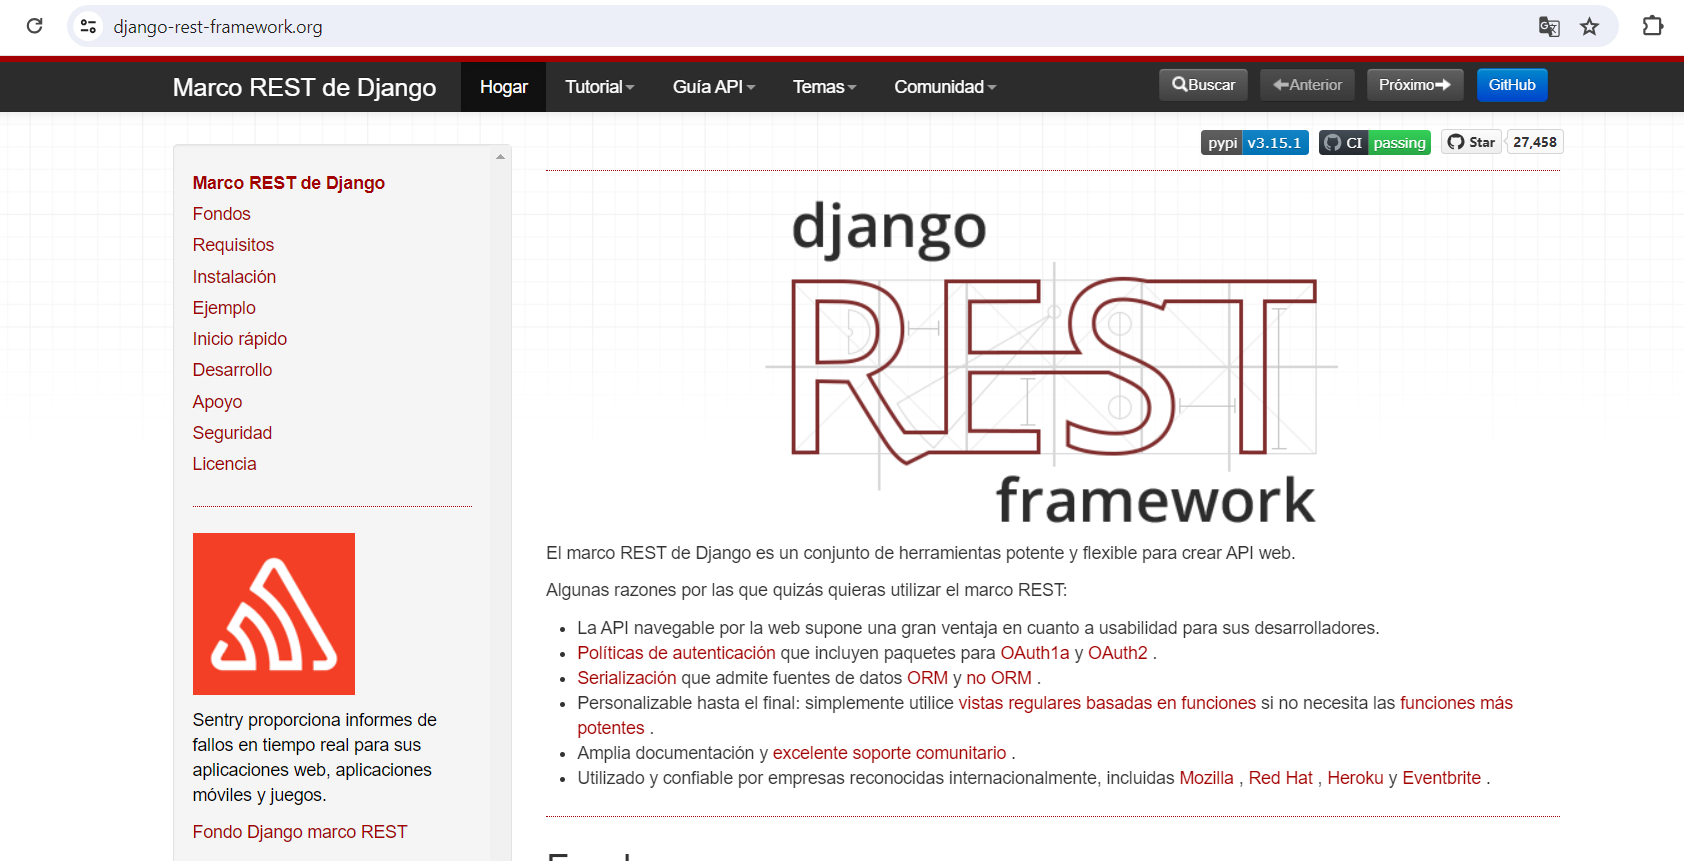 django-rest-framework.org
Marco REST de Django
Hogar
Tutorial
Guía API
Temas
Comunidad
Buscar
Anterior
Próximo
GitHub
pypi v3.15.1
CI passing
Star 27,458
Marco REST de Django
Fondos
Requisitos
Instalación
Ejemplo
Inicio rápido
Desarrollo
Apoyo
Seguridad
Licencia
Sentry proporciona informes de
fallos en tiempo real para sus
aplicaciones web, aplicaciones
móviles y juegos.
Fondo Django marco REST
django
REST
framework
El marco REST de Django es un conjunto de herramientas potente y flexible para crear API web.
Algunas razones por las que quizás quieras utilizar el marco REST:
• La API navegable por la web supone una gran ventaja en cuanto a usabilidad para sus desarrolladores.
• Políticas de autenticación que incluyen paquetes para OAuth1a y OAuth2 .
• Serialización que admite fuentes de datos ORM y no ORM .
• Personalizable hasta el final: simplemente utilice vistas regulares basadas en funciones si no necesita las funciones más
potentes .
• Amplia documentación y excelente soporte comunitario .
• Utilizado y confiable por empresas reconocidas internacionalmente, incluidas Mozilla , Red Hat , Heroku y Eventbrite .